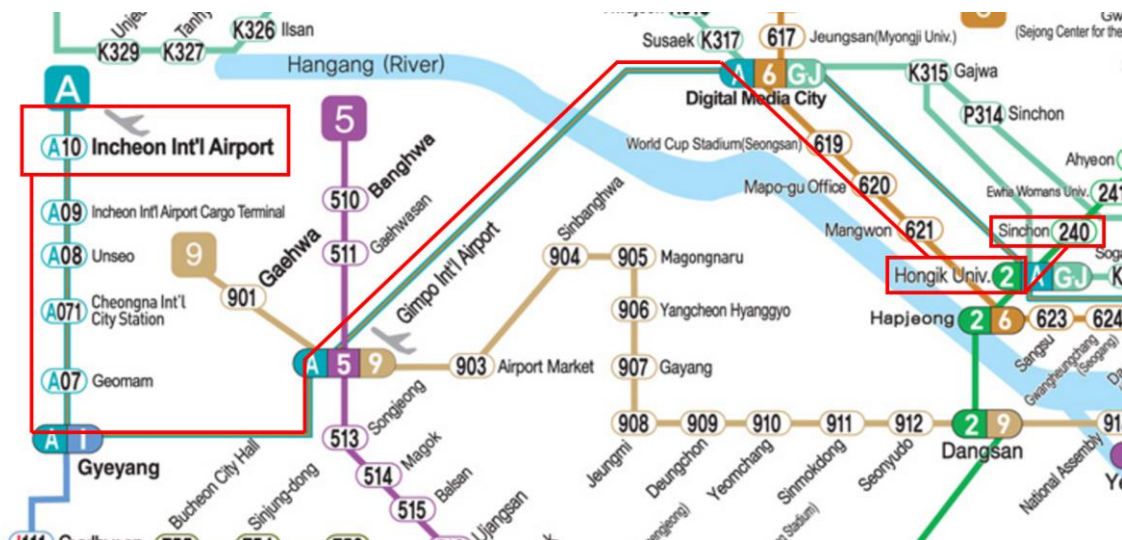 Unje
Tanhy
K329
K327
K326
Ilsan
Hangang (River)
Susaek
K317
617
Jeungsan(Myongji Univ.)
(Sejong Center for the
A
6
GJ
Digital Media City
K315
Gajwa
P314
Sinchon
Ahyeon
World Cup Stadium(Seongsan)
619
Mapo-gu Office
620
Ewha Womans Univ.
241
Mangwon
621
Sinchon
240
Hongik Univ.
2
A
GJ
Hapjeong
2
6
623
624
Sangsu
Gwangheungchang
(Seogang)
A
A10
Incheon Int'l Airport
A09
Incheon Int'l Airport Cargo Terminal
A08
Unseo
A071
Cheongna Int'l
City Station
A07
Geomam
A
1
Gyeyang
5
Banghwa
510
511
Gaehwasan
9
Gaehwa
901
Gimpo Int'l Airport
A
5
9
903
Airport Market
904
Sinbanghwa
905
Magongnaru
906
Yangcheon Hyanggyo
907
Gayang
908
909
910
911
912
2
9
Dangsan
Jeungmi
Deungchon
Yeomchang
Sinmokdong
Seonyudo
National Assembly
Songjeong
513
Magok
514
Balsan
515
Ujangsan
Bucheon City Hall
Sinjung-dong